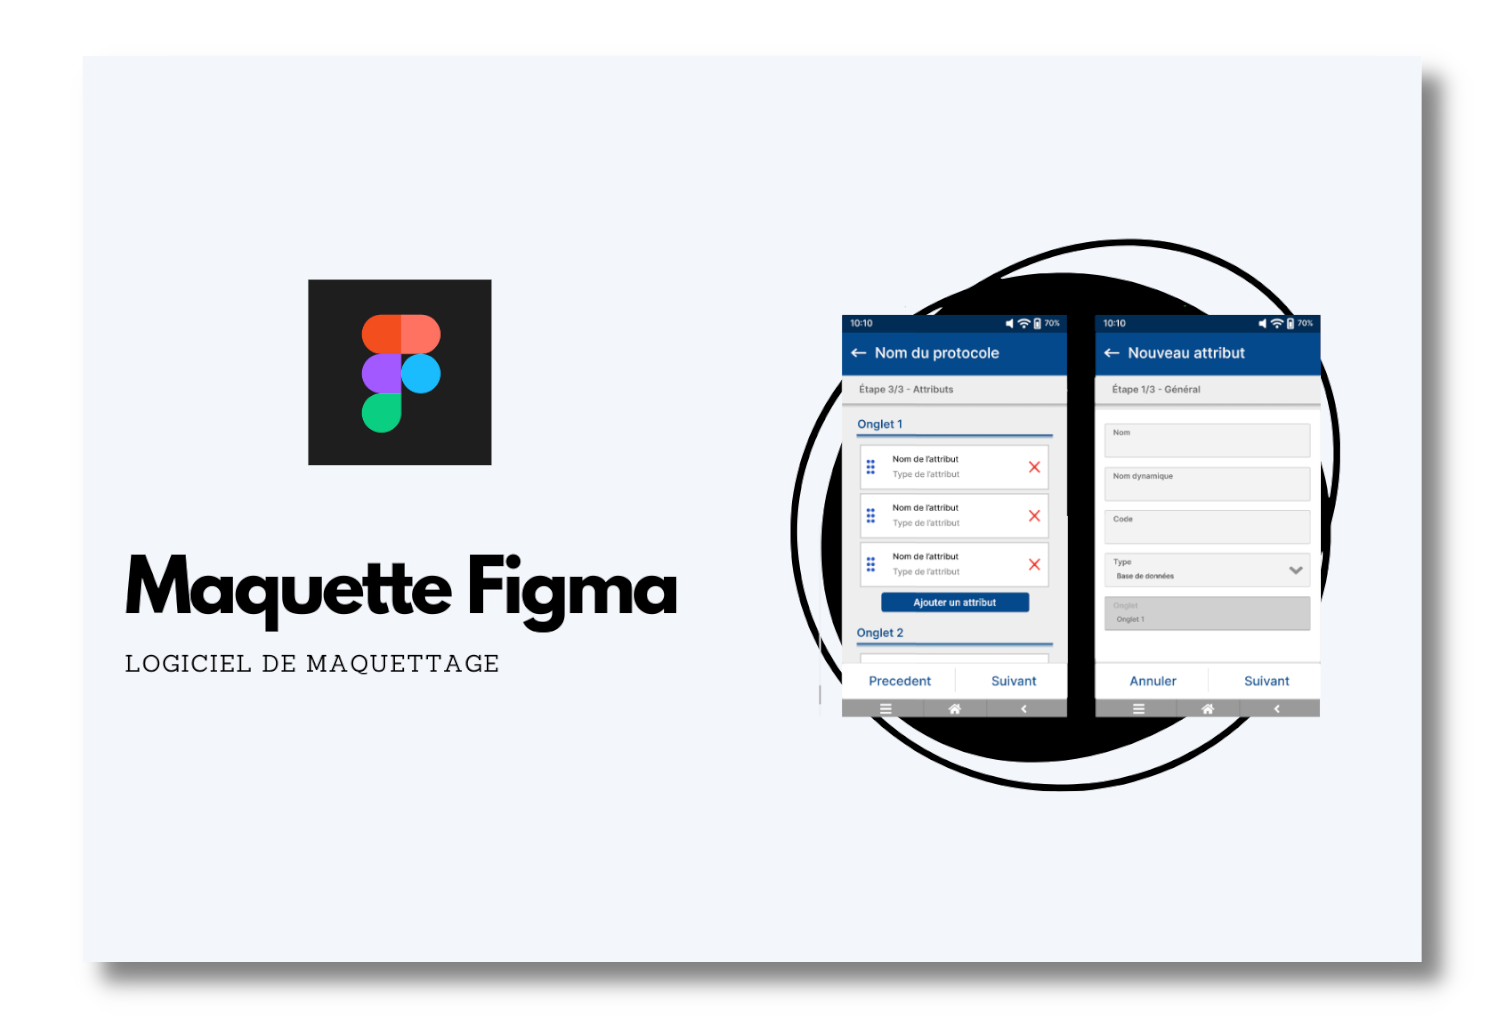 Maquette Figma
LOGICIEL DE MAQUETTAGE
10:10
70%
Nom du protocole
Étape 3/3 - Attributs
Onglet 1
Nom de l'attribut
Type de l'attribut
Nom de l'attribut
Type de l'attribut
Nom de l'attribut
Type de l'attribut
Ajouter un attribut
Onglet 2
Precedent
Suivant
10:10
70%
Nouveau attribut
Étape 1/3 - Général
Nom
Nom dynamique
Code
Type
Base de données
Onglet
Onglet 1
Annuler
Suivant